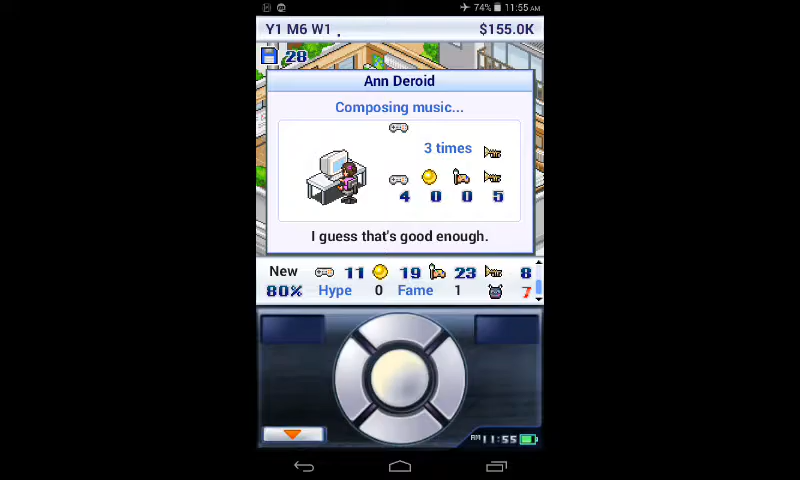 74% 11:55 AM
Y1 M6 W1 . $155.0K
28
Ann Deroid
Composing music...
3 times
4 0 0 5
I guess that's good enough.
New 11 19 23 8
80% Hype 0 Fame 1 7
AM 11:55